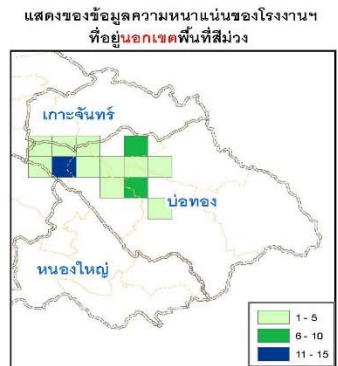 แสดงของข้อมูลความหนาแน่นของโรงงานฯ
ที่อยู่นอกเขตพื้นที่สีม่วง
เกาะจันทร์
บ่อทอง
หนองใหญ่
1 - 5
6 - 10
11 - 15